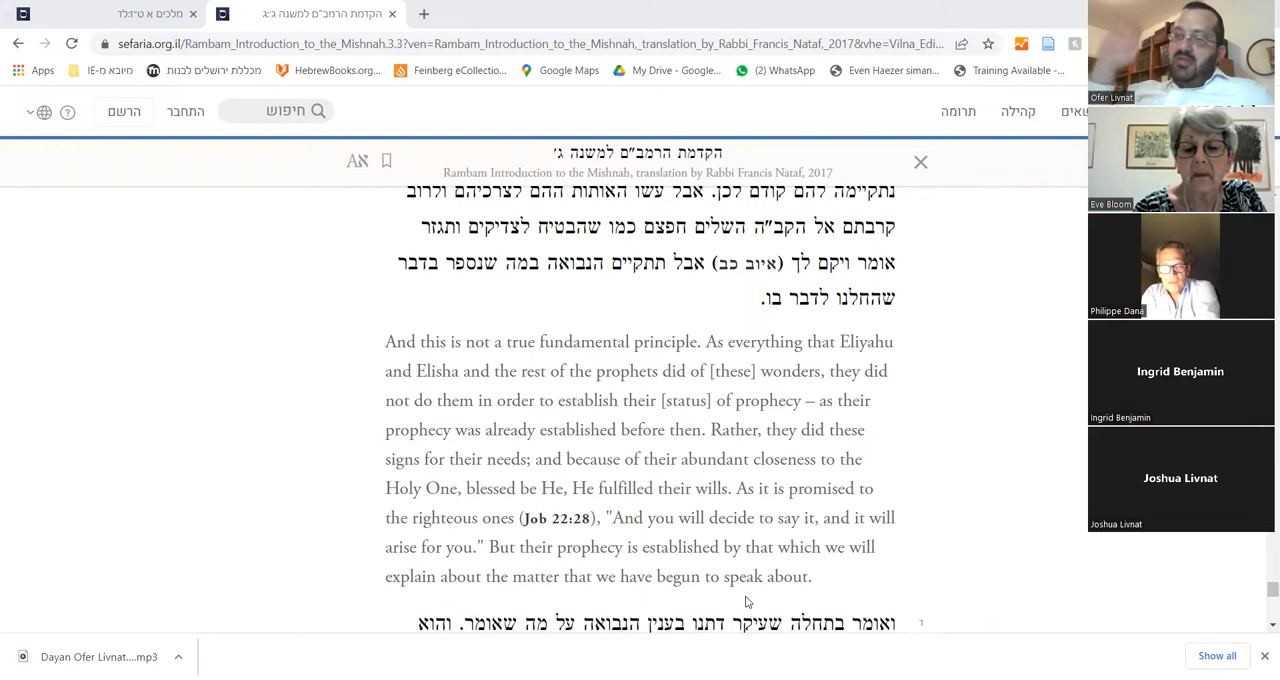 מלכים א ט״ז:לד
הקדמת הרמב״ם למשנה ג׳:ג
sefaria.org.il/Rambam_Introduction_to_the_Mishnah.3.3?ven=Rambam_Introduction_to_the_Mishnah,_translation_by_Rabbi_Francis_Nataf,_2017&vhe=Vilna_Edi...
Apps
מיובא מ-IE
מכללת ירושלים לבנות
HebrewBooks.org...
Feinberg eCollectio...
Google Maps
My Drive - Google...
(2) WhatsApp
Even Haezer siman...
Training Available -...
הרשם
התחבר
חיפוש
תרומה
קהילה
הקדמת הרמב״ם למשנה ג׳
Rambam Introduction to the Mishnah, translation by Rabbi Francis Nataf, 2017
נתקיימה להם קודם לכן. אבל עשו האותות ההם לצרכיהם ולרוב
קרבתם אל הקב"ה השלים חפצם כמו שהבטיח לצדיקים ותגזר
אומר ויקם לך (איוב כב) אבל תתקיים הנבואה במה שנספר בדבר
שהחלנו לדבר בו.
And this is not a true fundamental principle. As everything that Eliyahu
and Elisha and the rest of the prophets did of [these] wonders, they did
not do them in order to establish their [status] of prophecy – as their
prophecy was already established before then. Rather, they did these
signs for their needs; and because of their abundant closeness to the
Holy One, blessed be He, He fulfilled their wills. As it is promised to
the righteous ones (Job 22:28), "And you will decide to say it, and it will
arise for you." But their prophecy is established by that which we will
explain about the matter that we have begun to speak about.
ד
ואומר בתחלה שעיקר דתנו בענין הנבואה על מה שאומר. והוא
Dayan Ofer Livnat....mp3
Show all
Ofer Livnat
Eve Bloom
Philippe Dana
Ingrid Benjamin
Ingrid Benjamin
Joshua Livnat
Joshua Livnat